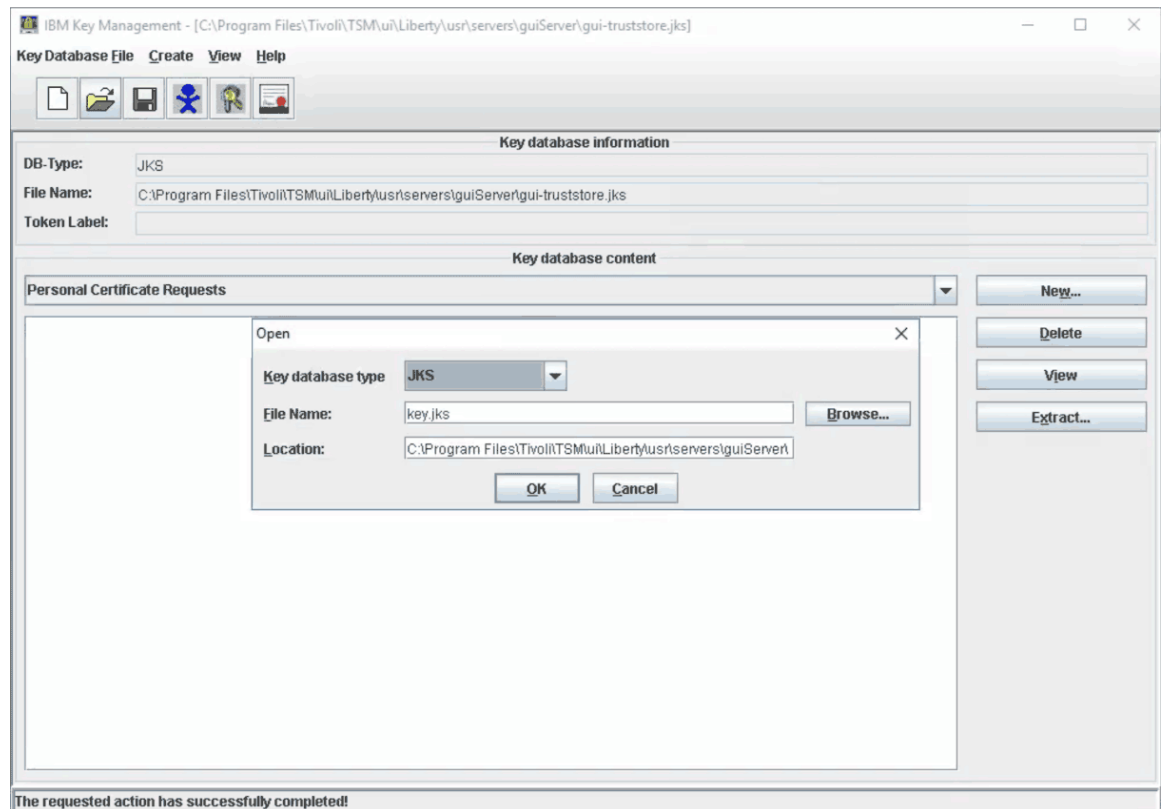 IBM Key Management - [C:\Program Files\Tivoli\TSM\ui\Liberty\usr\servers\guiServer\gui-truststore.jks]
Key Database File Create View Help
Key database information
DB-Type: JKS
File Name: C:\Program Files\Tivoli\TSM\ui\Liberty\usr\servers\guiServer\gui-truststore.jks
Token Label:
Key database content
Personal Certificate Requests
New...
Open
Delete
Key database type JKS
View
File Name: key.jks Browse...
Extract...
Location: C:\Program Files\Tivoli\TSM\ui\Liberty\usr\servers\guiServer\
OK Cancel
The requested action has successfully completed!